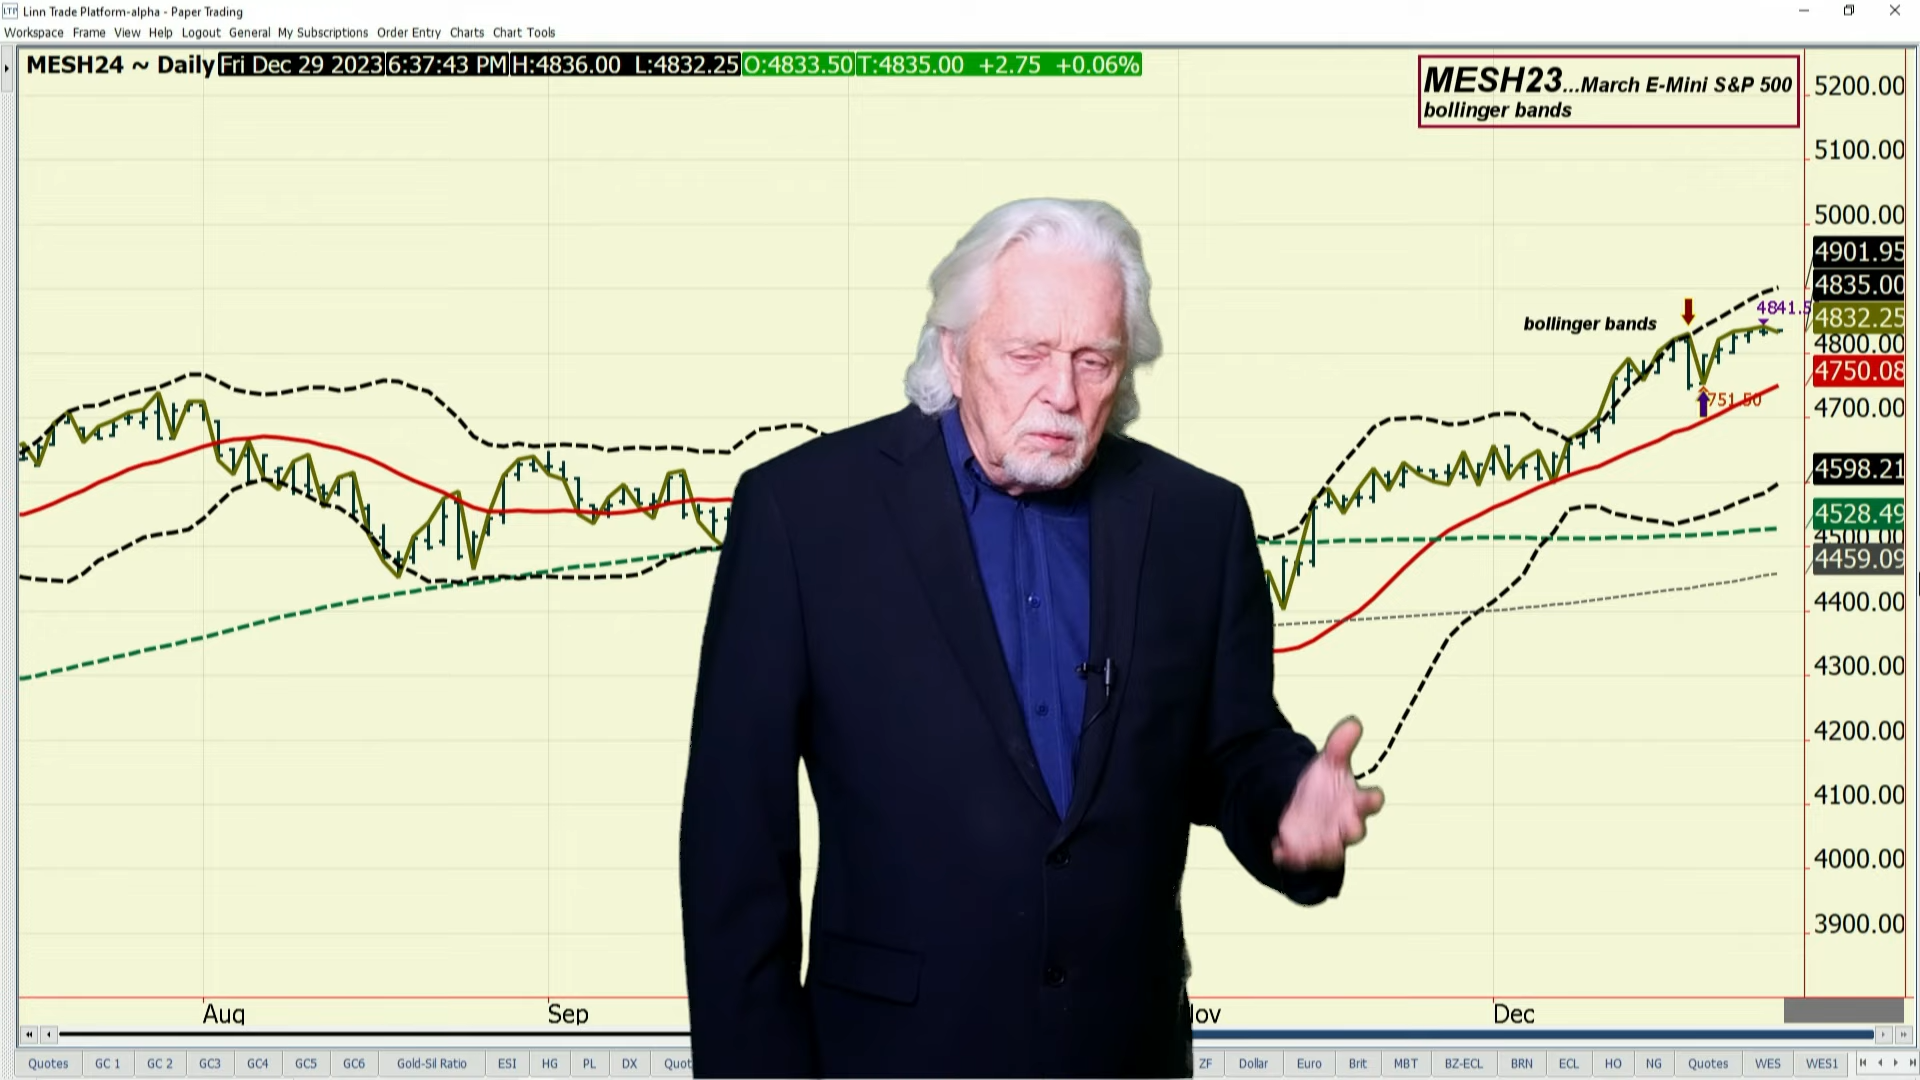 LTP Linn Trade Platform-alpha - Paper Trading
Workspace Frame View Help Logout General My Subscriptions Order Entry Charts Chart Tools
MESH24 ~ Daily Fri Dec 29 2023 6:37:43 PM H:4836.00 L:4832.25 O:4833.50 T:4835.00 +2.75 +0.06%
MESH23...March E-Mini S&P 500
bollinger bands
5200.00
5100.00
5000.00
4901.95
4835.00
4841.5
4832.25
bollinger bands
4800.00
4750.08
751.50
4700.00
4598.21
4528.49
4500.00
4459.09
4400.00
4300.00
4200.00
4100.00
4000.00
3900.00
Aug Sep ov Dec
Quotes GC 1 GC 2 GC3 GC4 GC5 GC6 Gold-Sil Ratio ESI HG PL DX Quot ZF Dollar Euro Brit MBT BZ-ECL BRN ECL HO NG Quotes WES WES1